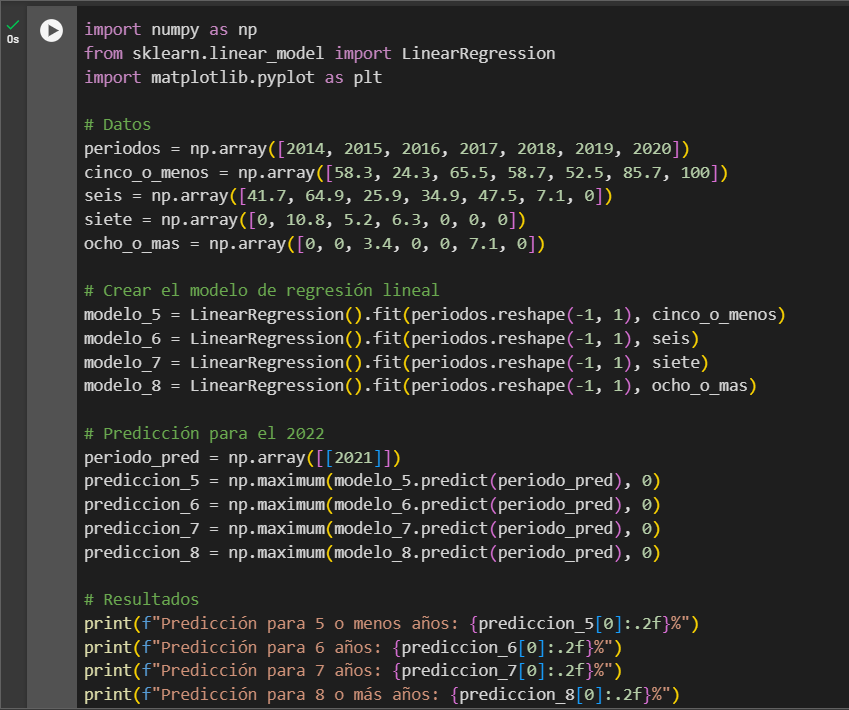 0s
import numpy as np
from sklearn.linear_model import LinearRegression
import matplotlib.pyplot as plt
# Datos
periodos = np.array([2014, 2015, 2016, 2017, 2018, 2019, 2020])
cinco_o_menos = np.array([58.3, 24.3, 65.5, 58.7, 52.5, 85.7, 100])
seis = np.array([41.7, 64.9, 25.9, 34.9, 47.5, 7.1, 0])
siete = np.array([0, 10.8, 5.2, 6.3, 0, 0, 0])
ocho_o_mas = np.array([0, 0, 3.4, 0, 0, 7.1, 0])
# Crear el modelo de regresión lineal
modelo_5 = LinearRegression().fit(periodos.reshape(-1, 1), cinco_o_menos)
modelo_6 = LinearRegression().fit(periodos.reshape(-1, 1), seis)
modelo_7 = LinearRegression().fit(periodos.reshape(-1, 1), siete)
modelo_8 = LinearRegression().fit(periodos.reshape(-1, 1), ocho_o_mas)
# Predicción para el 2022
periodo_pred = np.array([[2021]])
prediccion_5 = np.maximum(modelo_5.predict(periodo_pred), 0)
prediccion_6 = np.maximum(modelo_6.predict(periodo_pred), 0)
prediccion_7 = np.maximum(modelo_7.predict(periodo_pred), 0)
prediccion_8 = np.maximum(modelo_8.predict(periodo_pred), 0)
# Resultados
print(f"Predicción para 5 o menos años: {prediccion_5[0]:.2f}%")
print(f"Predicción para 6 años: {prediccion_6[0]:.2f}%")
print(f"Predicción para 7 años: {prediccion_7[0]:.2f}%")
print(f"Predicción para 8 o más años: {prediccion_8[0]:.2f}%")